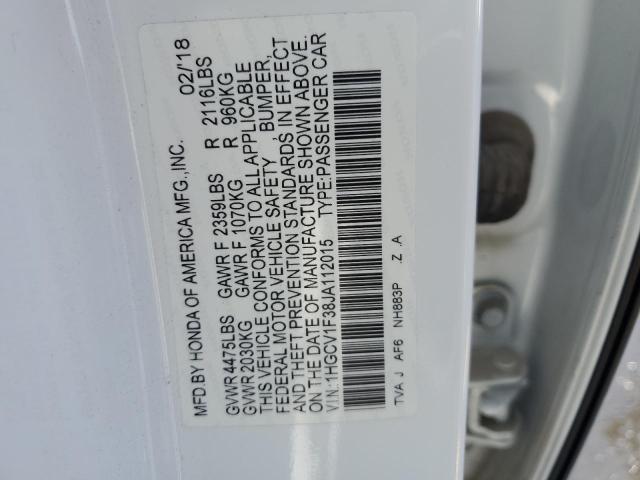 MFD.BY HONDA OF AMERICA MFG.,INC. 02/'18
GVWR 4475LBS GAWR F 2359LBS R 2116LBS
GVWR 2030KG GAWR F 1070KG R 960KG
THIS VEHICLE CONFORMS TO ALL APPLICABLE
FEDERAL MOTOR VEHICLE SAFETY , BUMPER,
AND THEFT PREVENTION STANDARDS IN EFFECT
ON THE DATE OF MANUFACTURE SHOWN ABOVE.
V.I.N.:1HGCV1F38JA112015 TYPE:PASSENGER CAR
TVA J AF6 NH883P .Z .A